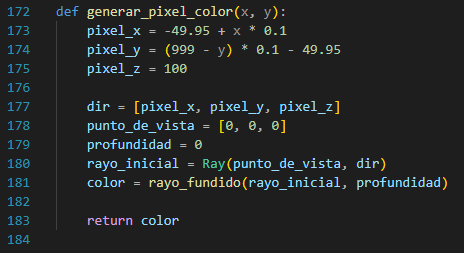 172 def generar_pixel_color(x, y):
173     pixel_x = -49.95 + x * 0.1
174     pixel_y = (999 - y) * 0.1 - 49.95
175     pixel_z = 100
176
177     dir = [pixel_x, pixel_y, pixel_z]
178     punto_de_vista = [0, 0, 0]
179     profundidad = 0
180     rayo_inicial = Ray(punto_de_vista, dir)
181     color = rayo_fundido(rayo_inicial, profundidad)
182
183     return color
184